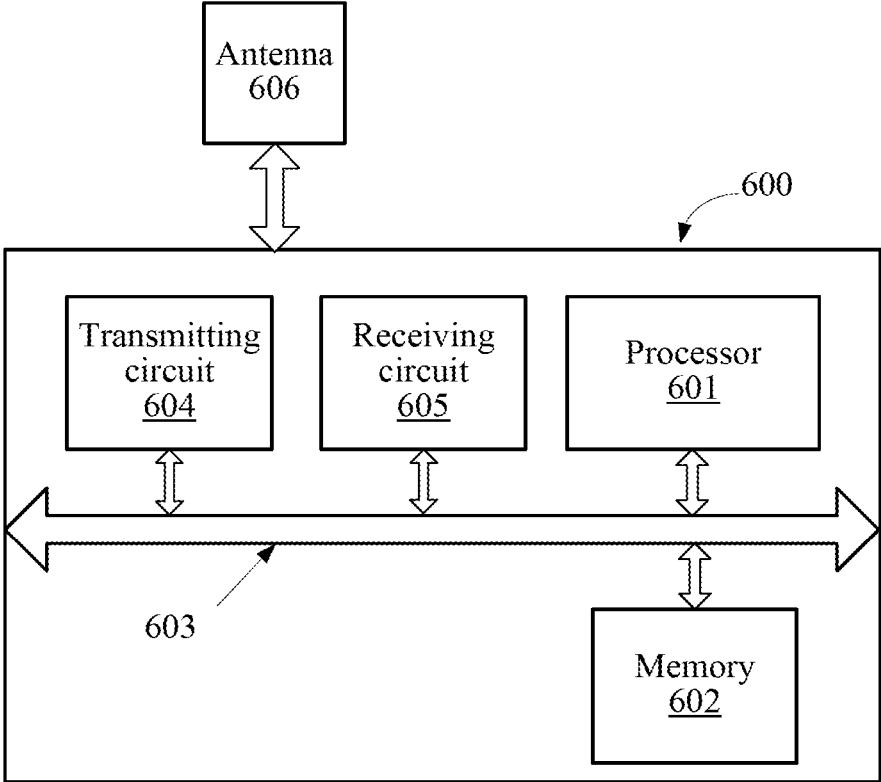 Antenna
606
600
Transmitting
circuit
604
Receiving
circuit
605
Processor
601
603
Memory
602